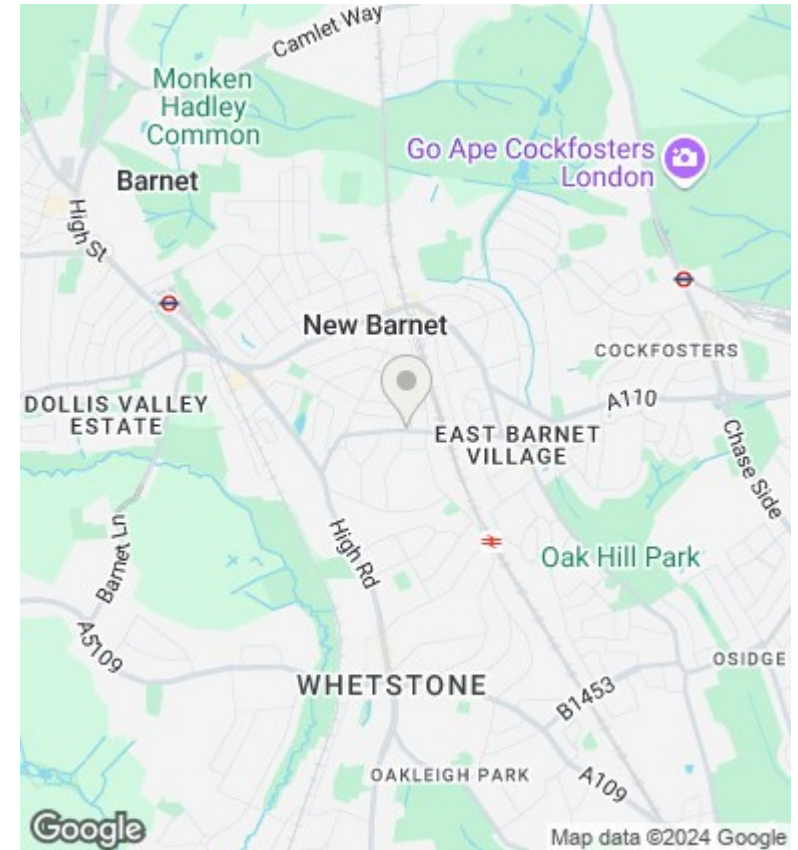 Camlet Way
Monken
Hadley
Common
Go Ape Cockfosters
London
Barnet
High St
New Barnet
COCKFOSTERS
DOLLIS VALLEY
ESTATE
A110
EAST BARNET
VILLAGE
Chase Side
Barnet Ln
High Rd
Oak Hill Park
A5109
OSIDGE
WHETSTONE
B1453
OAKLEIGH PARK
A109
Google
Map data ©2024 Google